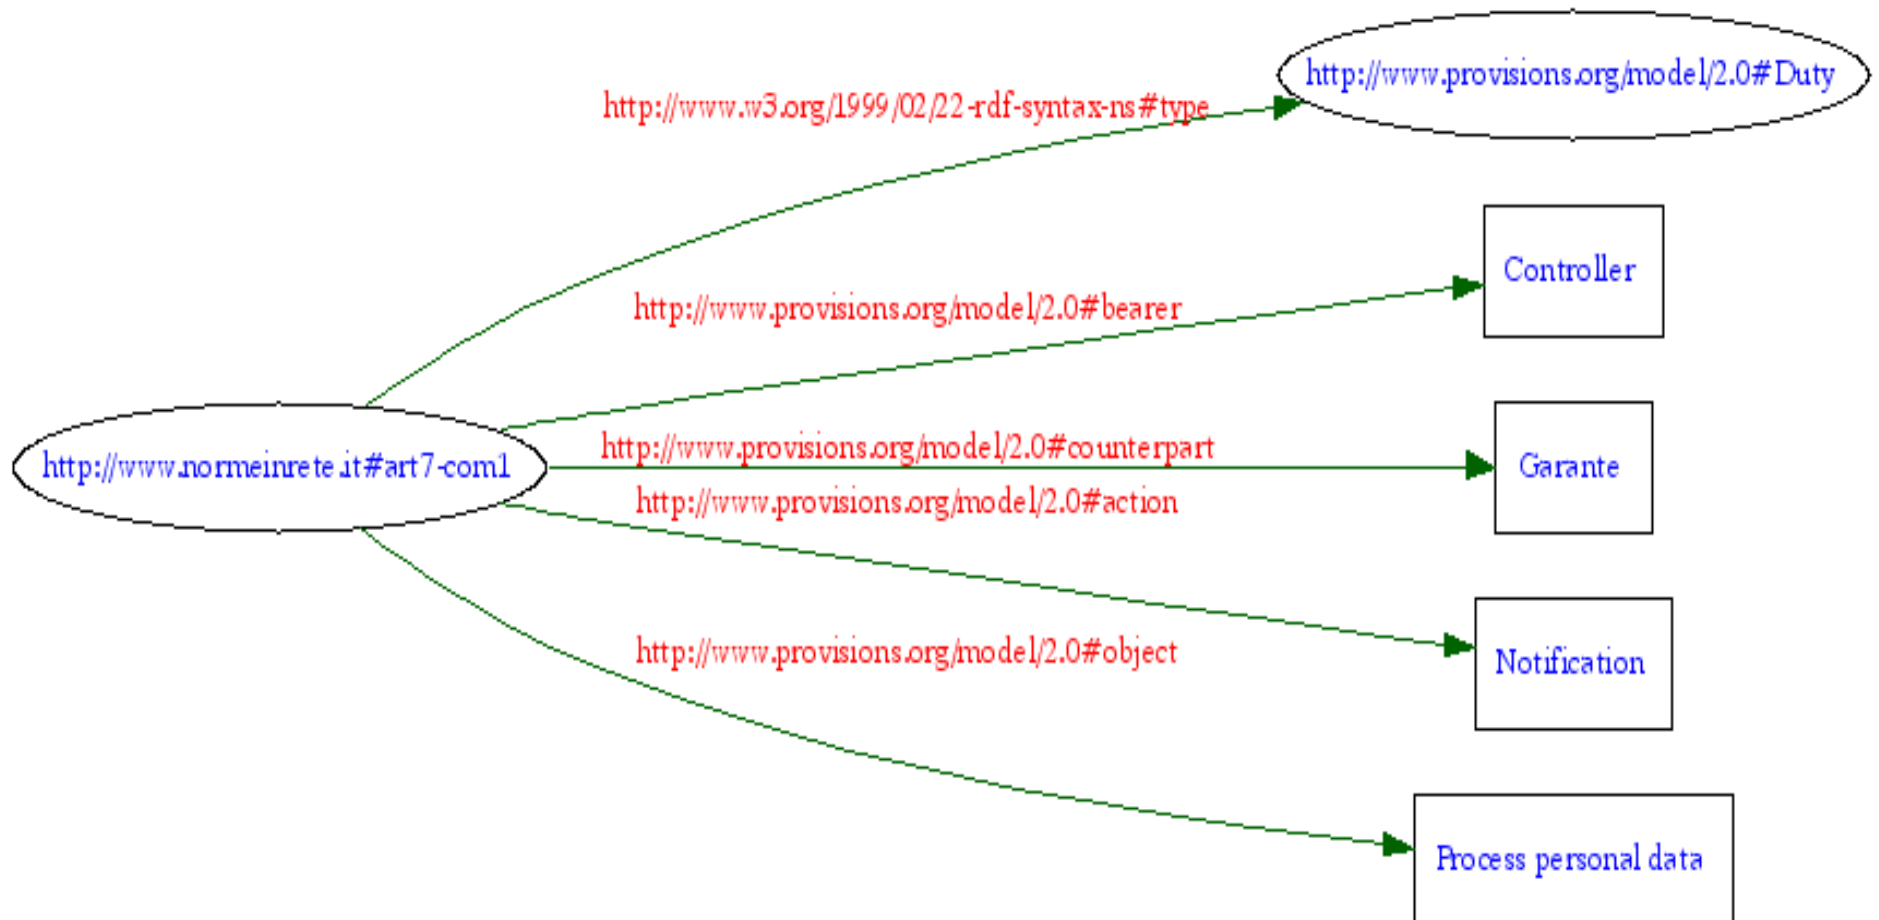 http://www.provisions.org/model/2.0#Duty
http://www.w3.org/1999/02/22-rdf-syntax-ns#type
Controller
http://www.provisions.org/model/2.0#bearer
http://www.provisions.org/model/2.0#counterpart
http://www.normeinrete.it#art7-com1
Garante
http://www.provisions.org/model/2.0#action
http://www.provisions.org/model/2.0#object
Notification
Process personal data